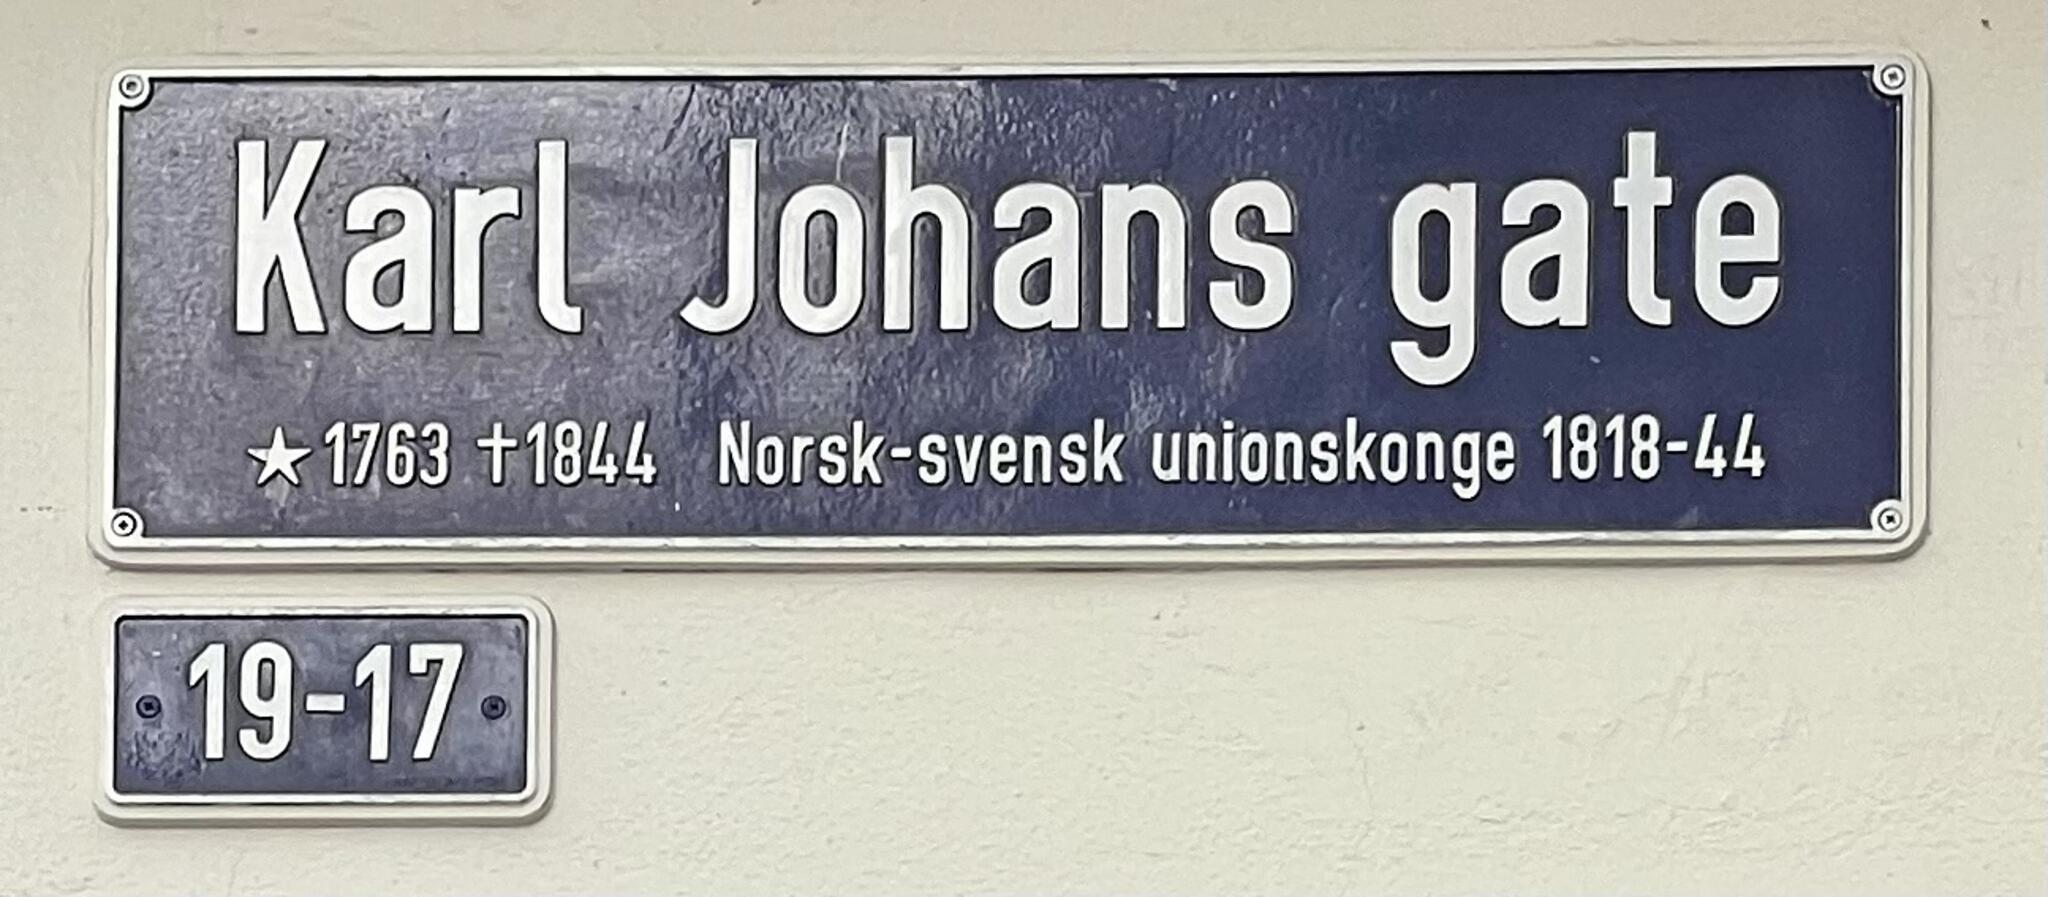 Karl Johans gate
★1763 †1844 Norsk-svensk unionskonge 1818-44
19-17